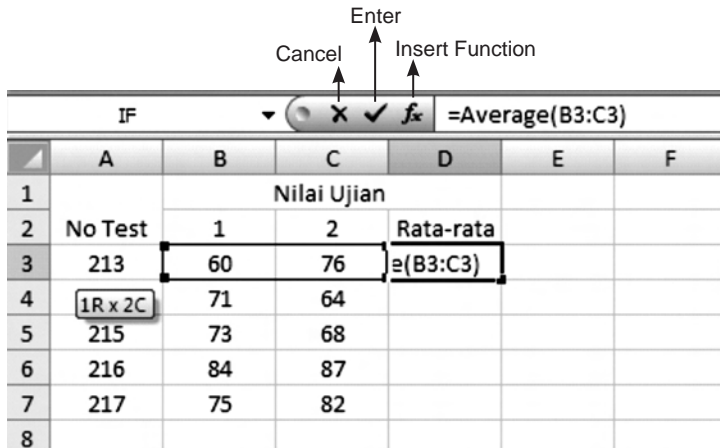 Enter
Cancel Insert Function
IF =Average(B3:C3)
A B C D E F
1 Nilai Ujian
2 No Test 1 2 Rata-rata
3 213 60 76 e(B3:C3)
4 1R x 2C 71 64
5 215 73 68
6 216 84 87
7 217 75 82
8